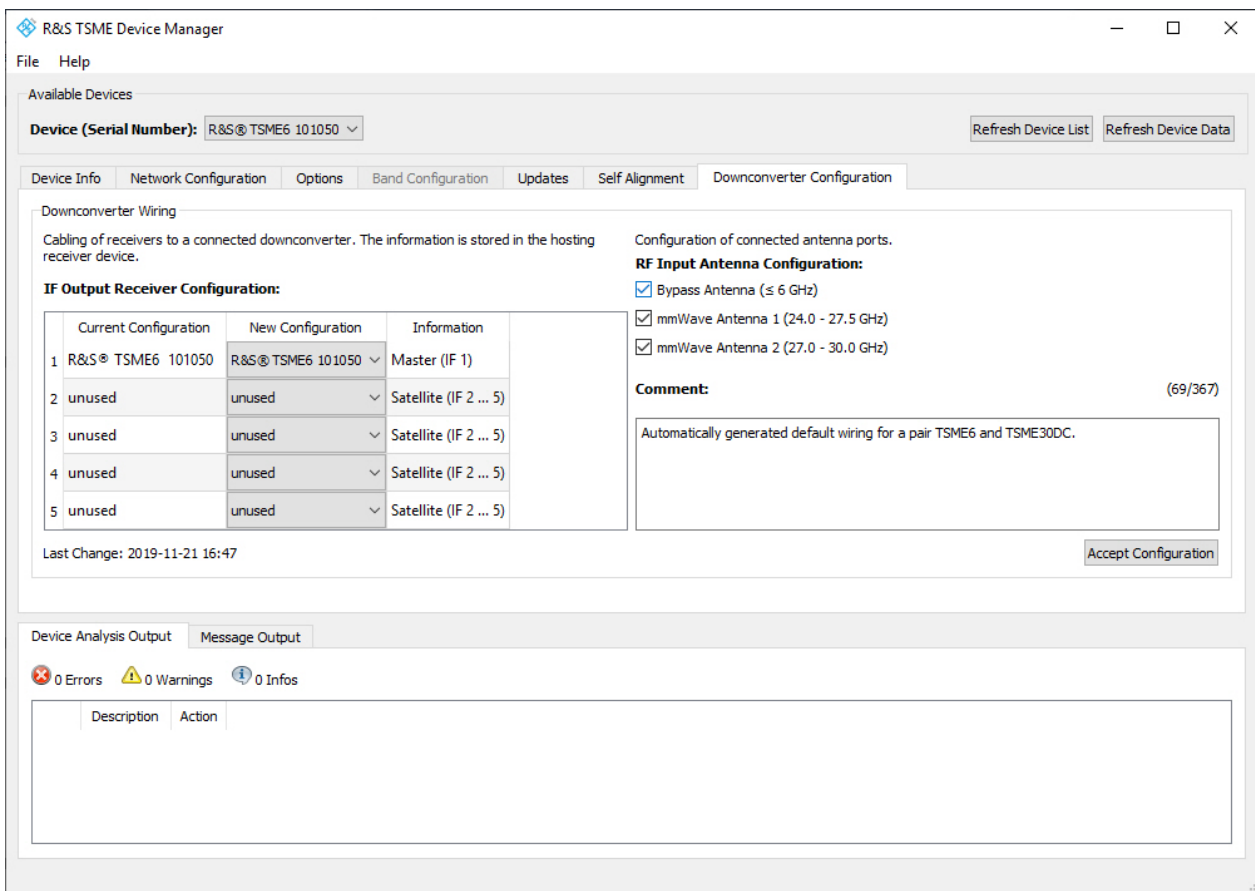 R&S TSME Device Manager
File Help
Available Devices
Device (Serial Number): R&S® TSME6 101050 Refresh Device List Refresh Device Data
Device Info Network Configuration Options Band Configuration Updates Self Alignment Downconverter Configuration
Downconverter Wiring
Cabling of receivers to a connected downconverter. The information is stored in the hosting
receiver device.
IF Output Receiver Configuration:
Current Configuration New Configuration Information
1 R&S® TSME6 101050 R&S® TSME6 101050 Master (IF 1)
2 unused unused Satellite (IF 2 ... 5)
3 unused unused Satellite (IF 2 ... 5)
4 unused unused Satellite (IF 2 ... 5)
5 unused unused Satellite (IF 2 ... 5)
Last Change: 2019-11-21 16:47
Configuration of connected antenna ports.
RF Input Antenna Configuration:
Bypass Antenna (≤ 6 GHz)
mmWave Antenna 1 (24.0 - 27.5 GHz)
mmWave Antenna 2 (27.0 - 30.0 GHz)
Comment: (69/367)
Automatically generated default wiring for a pair TSME6 and TSME30DC.
Accept Configuration
Device Analysis Output Message Output
0 Errors 0 Warnings 0 Infos
Description Action